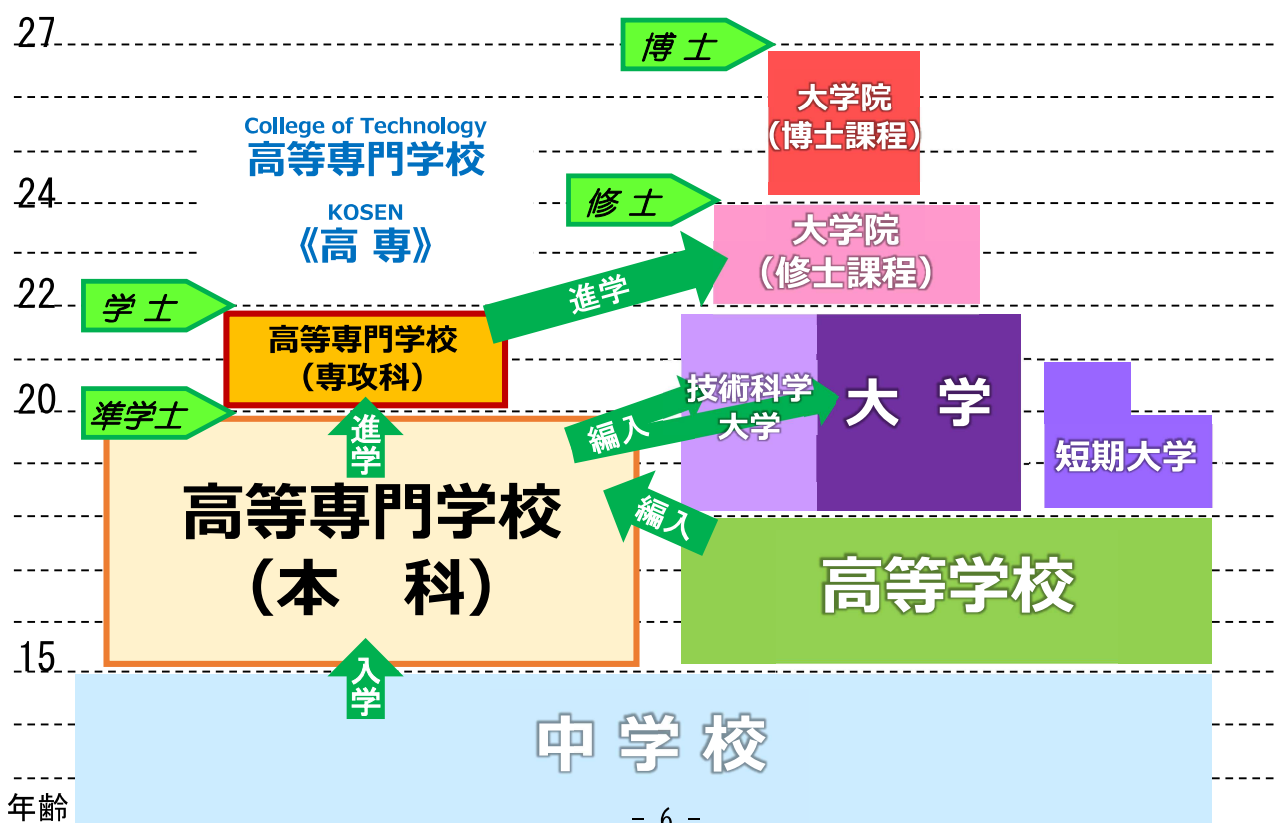 27
博 士
大学院
（博士課程）
College of Technology
高等専門学校
24
修 士
KOSEN
《高 専》
大学院
（修士課程）
進学
22
学 士
高等専門学校
（専攻科）
20
準学士
進学
編入
技術科学
大学
大 学
短期大学
高等専門学校
（本 科）
編入
高等学校
15
入学
中 学 校
年齢
- 6 -